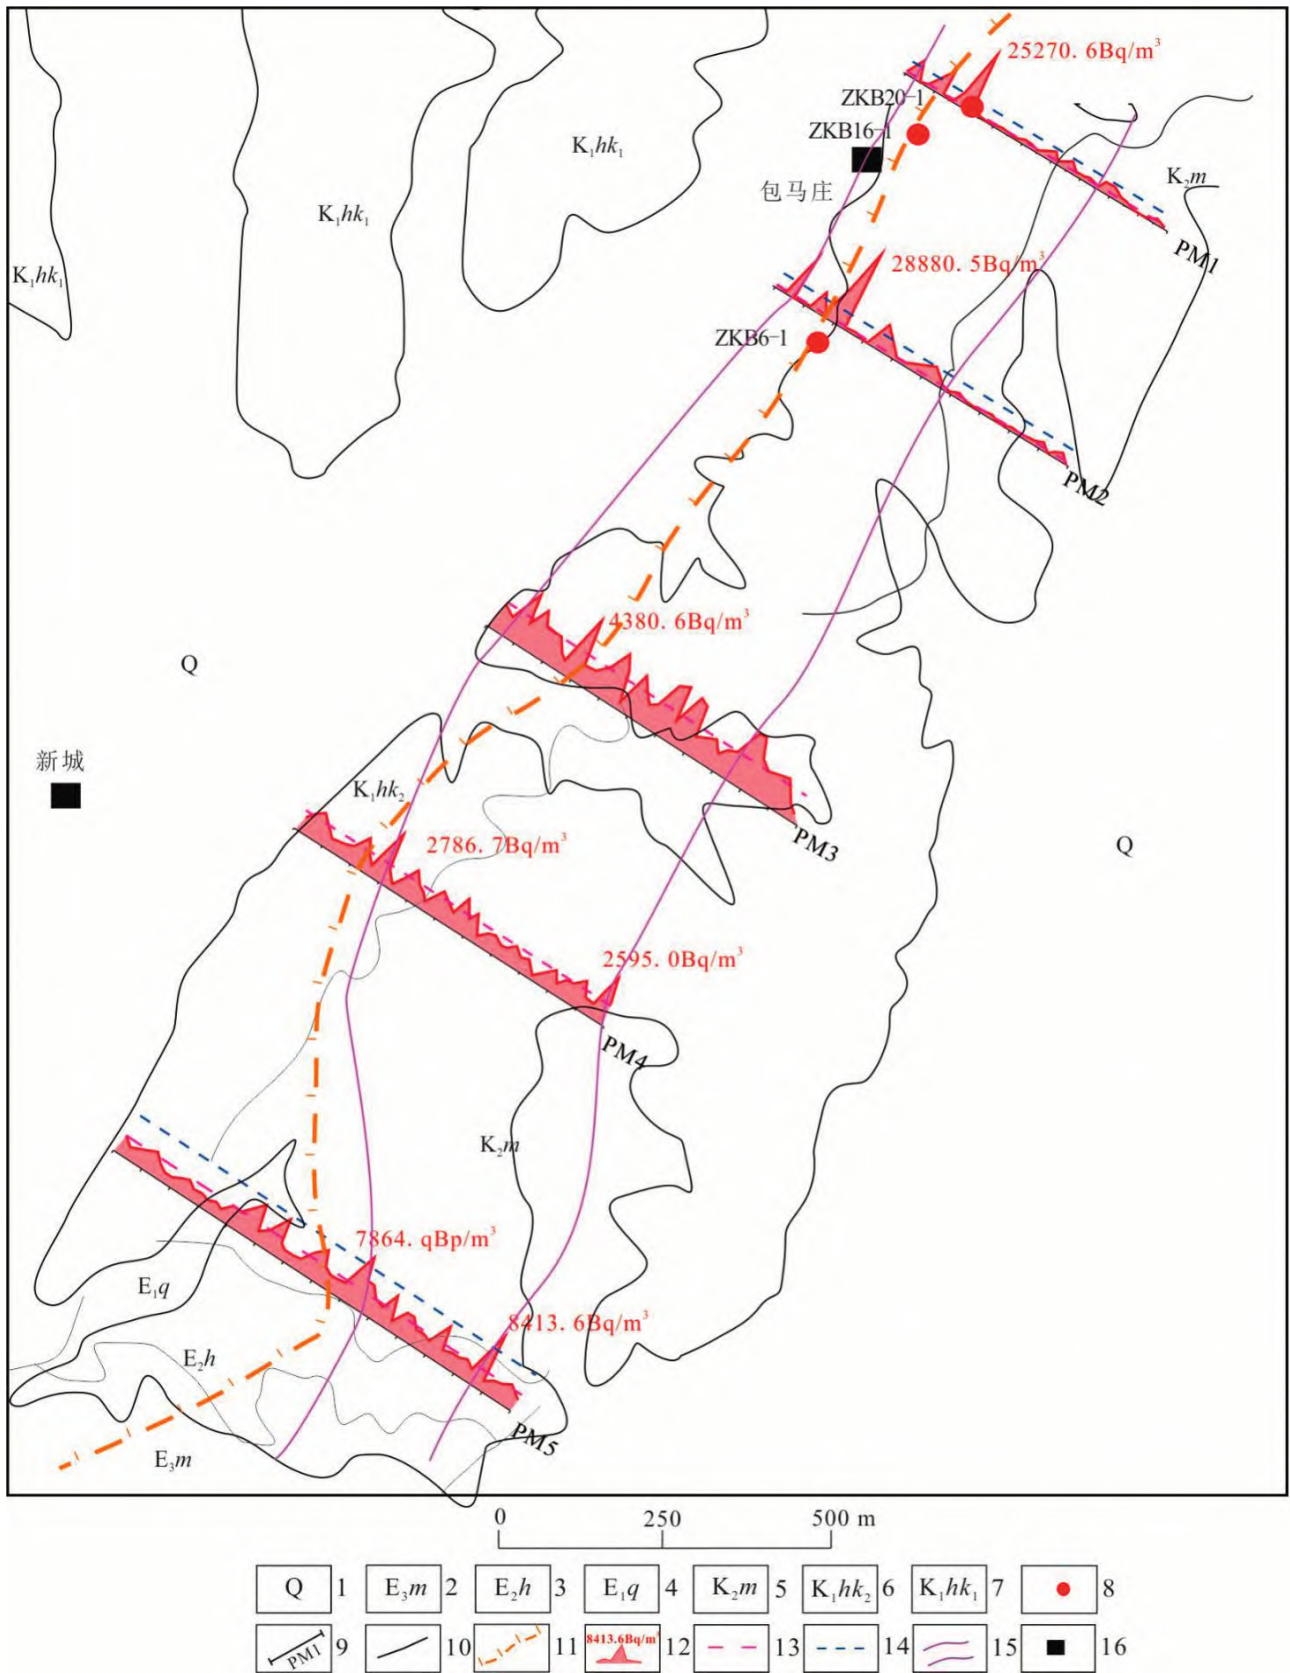 25270. 6Bq/m³
ZKB20-1
ZKB16-1
K₁hk₁
K₂m
包马庄
K₁hk₁
PM1
K₁hk₁
28880. 5Bq/m³
ZKB6-1
PM2
4380. 6Bq/m³
Q
新城
K₁hk₂
PM3
2786. 7Bq/m³
Q
2595. 0Bq/m³
PM4
K₂m
7864. qBp/m³
E₁q
8413. 6Bq/m³
E₂h
PM5
E₃m
0 250 500 m
Q 1 E₃m 2 E₂h 3 E₁q 4 K₂m 5 K₁hk₂ 6 K₁hk₁ 7 8
PM1 9 10 11 8413.6Bq/m³ 12 13 14 15 16